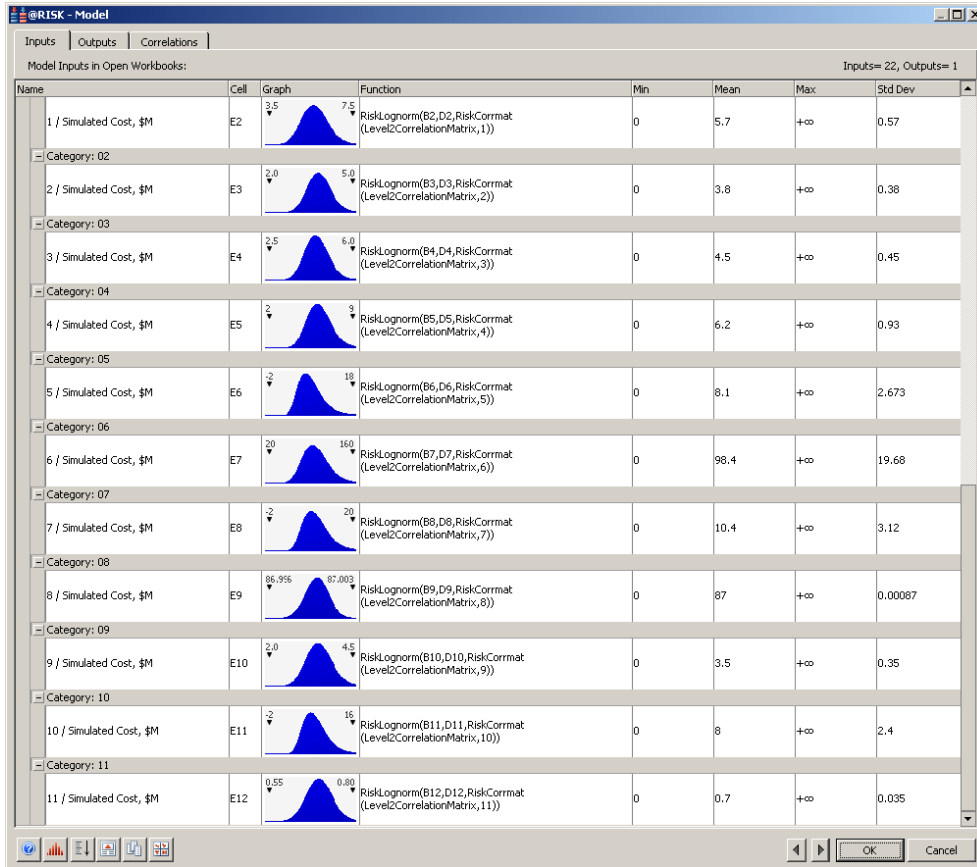 @RISK - Model
Inputs Outputs Correlations
Model Inputs in Open Workbooks: Inputs= 22, Outputs= 1
Name Cell Graph Function Min Mean Max Std Dev
3.5 7.5
1 / Simulated Cost, $M E2 RiskLognorm(B2,D2,RiskCorrmat 0 5.7 +∞ 0.57
(Level2CorrelationMatrix,1))
Category: 02
2.0 5.0
2 / Simulated Cost, $M E3 RiskLognorm(B3,D3,RiskCorrmat 0 3.8 +∞ 0.38
(Level2CorrelationMatrix,2))
Category: 03
2.5 6.0
3 / Simulated Cost, $M E4 RiskLognorm(B4,D4,RiskCorrmat 0 4.5 +∞ 0.45
(Level2CorrelationMatrix,3))
Category: 04
2 9
4 / Simulated Cost, $M E5 RiskLognorm(B5,D5,RiskCorrmat 0 6.2 +∞ 0.93
(Level2CorrelationMatrix,4))
Category: 05
-2 18
5 / Simulated Cost, $M E6 RiskLognorm(B6,D6,RiskCorrmat 0 8.1 +∞ 2.673
(Level2CorrelationMatrix,5))
Category: 06
20 160
6 / Simulated Cost, $M E7 RiskLognorm(B7,D7,RiskCorrmat 0 98.4 +∞ 19.68
(Level2CorrelationMatrix,6))
Category: 07
-2 20
7 / Simulated Cost, $M E8 RiskLognorm(B8,D8,RiskCorrmat 0 10.4 +∞ 3.12
(Level2CorrelationMatrix,7))
Category: 08
86.996 87.003
8 / Simulated Cost, $M E9 RiskLognorm(B9,D9,RiskCorrmat 0 87 +∞ 0.00087
(Level2CorrelationMatrix,8))
Category: 09
2.0 4.5
9 / Simulated Cost, $M E10 RiskLognorm(B10,D10,RiskCorrmat 0 3.5 +∞ 0.35
(Level2CorrelationMatrix,9))
Category: 10
-2 16
10 / Simulated Cost, $M E11 RiskLognorm(B11,D11,RiskCorrmat 0 8 +∞ 2.4
(Level2CorrelationMatrix,10))
Category: 11
0.55 0.80
11 / Simulated Cost, $M E12 RiskLognorm(B12,D12,RiskCorrmat 0 0.7 +∞ 0.035
(Level2CorrelationMatrix,11))
OK Cancel